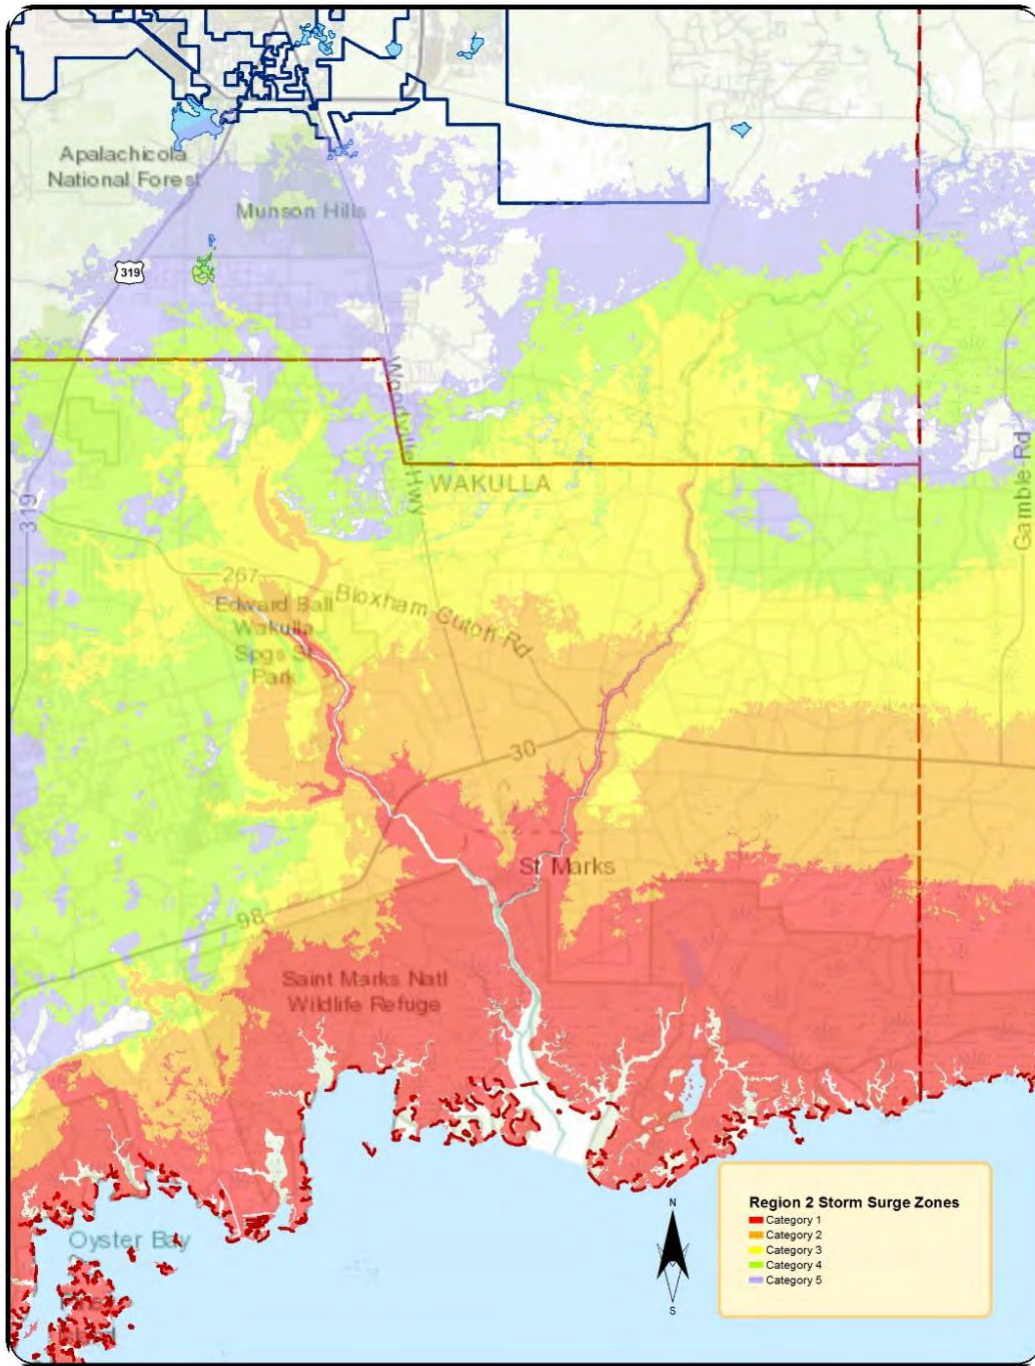 Apalachicola
National Forest
Munson Hills
319
Woodville Hwy
WAKULLA
319
Gamble Rd
267
Bloxham Cutoff Rd
Edward Ball
Wakulla
Spgs St
Park
30
St Marks
98
Saint Marks Natl
Wildlife Refuge
Region 2 Storm Surge Zones
Category 1
Category 2
Category 3
Category 4
Category 5
N
S
Oyster Bay